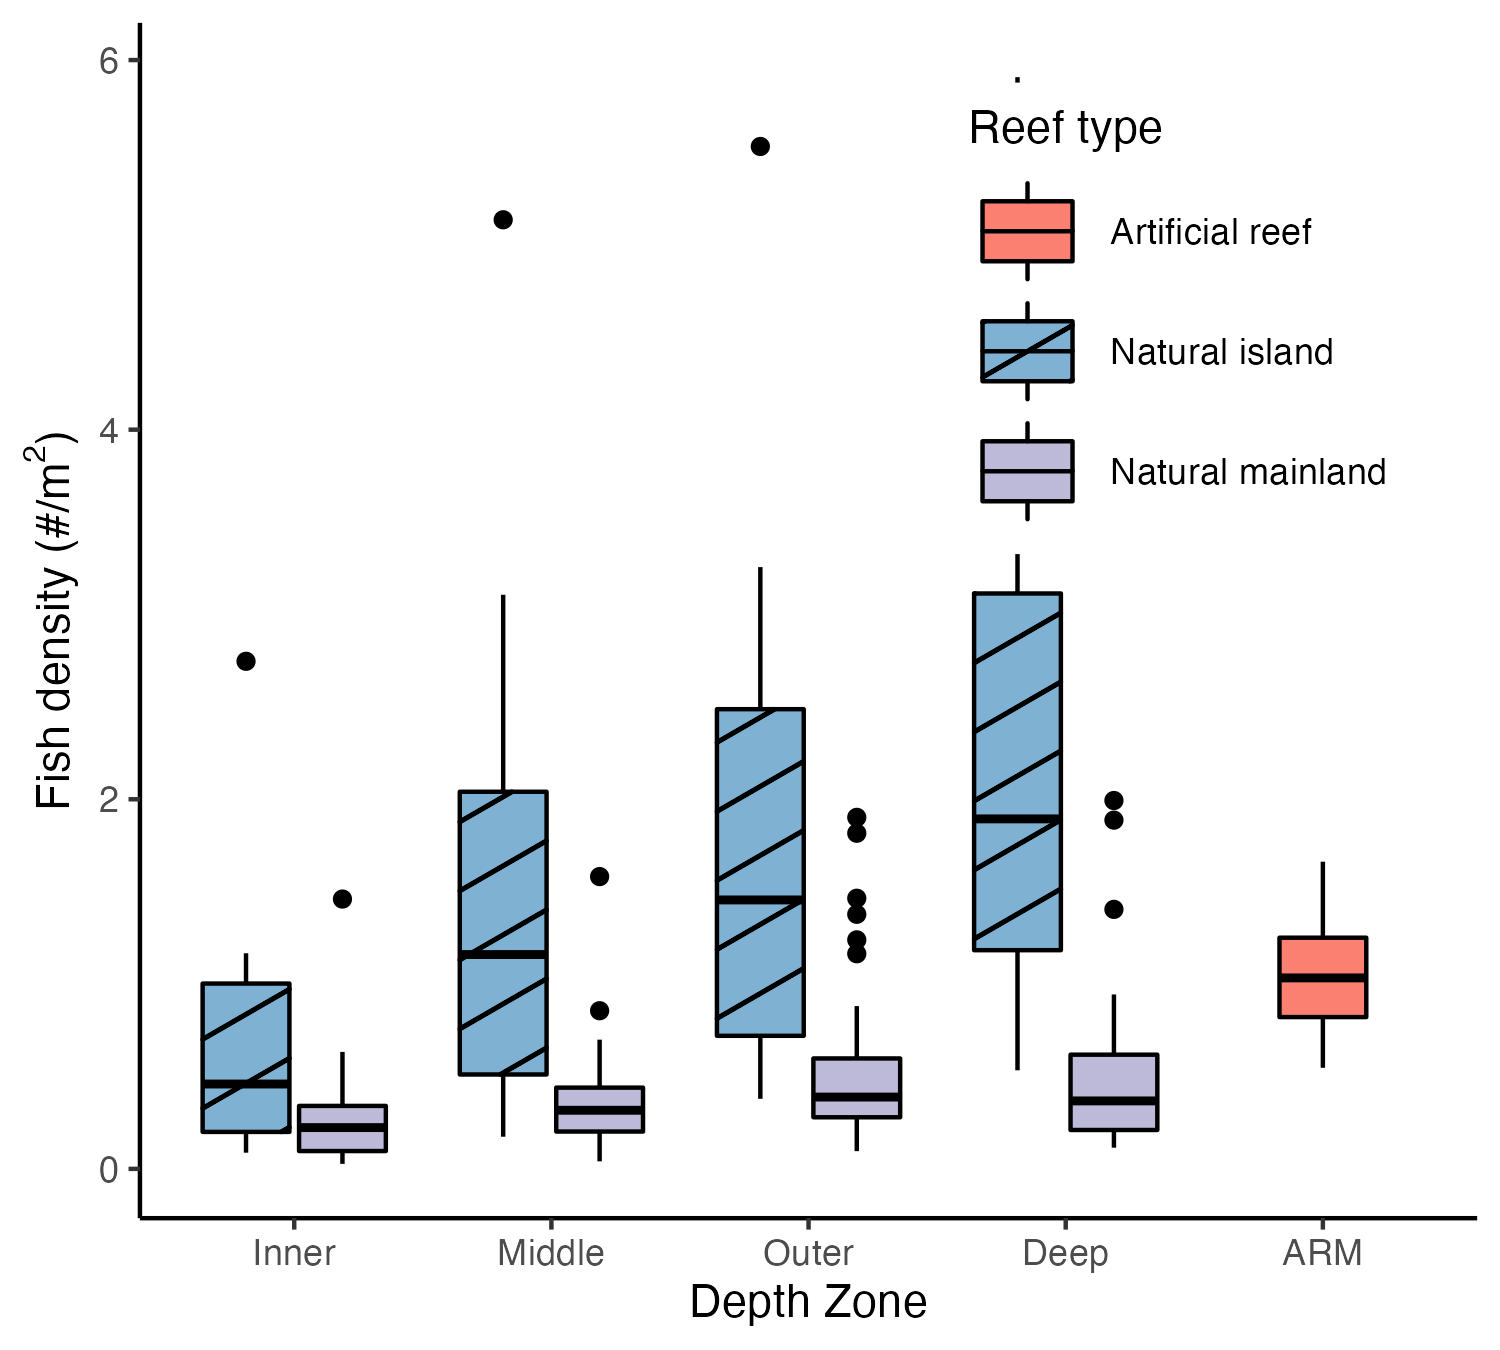 6
4
2
0
Fish density (#/m²)
Reef type
Artificial reef
Natural island
Natural mainland
Inner Middle Outer Deep ARM
Depth Zone